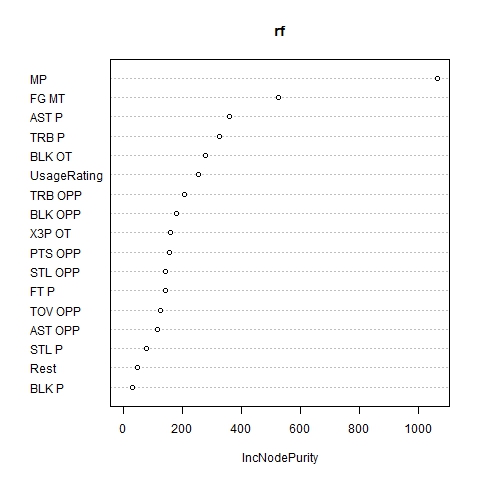 rf
MP
FG MT
AST P
TRB P
BLK OT
UsageRating
TRB OPP
BLK OPP
X3P OT
PTS OPP
STL OPP
FT P
TOV OPP
AST OPP
STL P
Rest
BLK P
0 200 400 600 800 1000
IncNodePurity